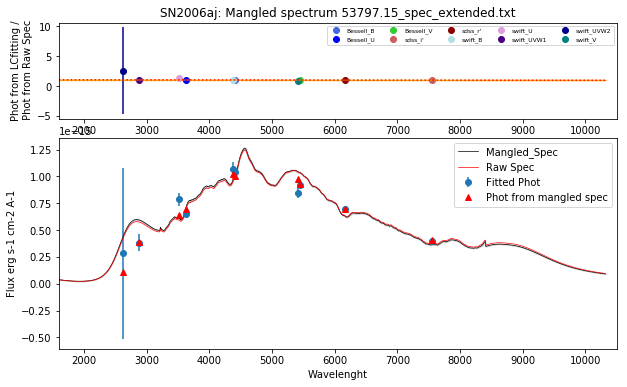 SN2006aj: Mangled spectrum 53797.15_spec_extended.txt
Phot from LCfitting /
Phot from Raw Spec
10
5
0
−5
Bessell_B
Bessell_U
Bessell_V
sdss_i'
sdss_r'
swift_B
swift_U
swift_UVW1
swift_UVW2
swift_V
2000 3000 4000 5000 6000 7000 8000 9000 10000
1e−15
Flux erg s-1 cm-2 A-1
1.25
1.00
0.75
0.50
0.25
0.00
−0.25
−0.50
Mangled_Spec
Raw Spec
Fitted Phot
Phot from mangled spec
2000 3000 4000 5000 6000 7000 8000 9000 10000
Wavelenght